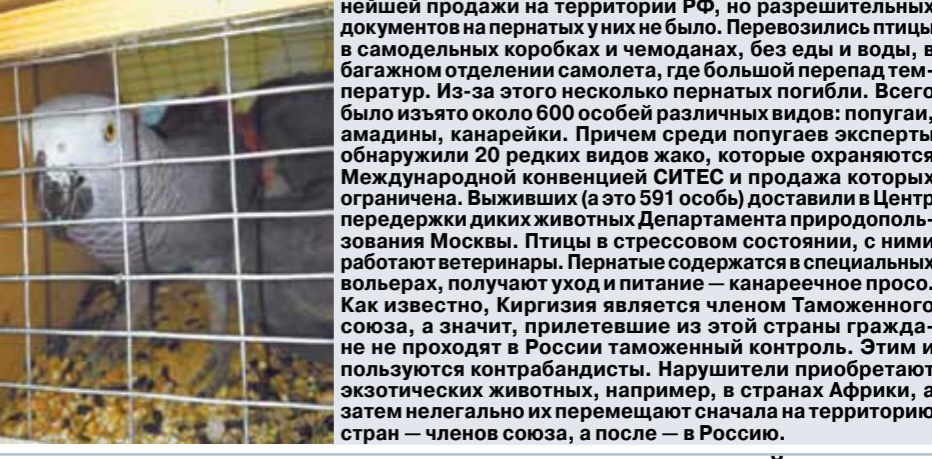 нейшей продажи на территории РФ, но разрешительных
документов на пернатых у них не было. Перевозились птицы
в самодельных коробках и чемоданах, без еды и воды, в
багажном отделении самолета, где большой перепад тем-
ператур. Из-за этого несколько пернатых погибли. Всего
было изъято около 600 особей различных видов: попугаи,
амадины, канарейки. Причем среди попугаев эксперты
обнаружили 20 редких видов жако, которые охраняются
Международной конвенцией СИТЕС и продажа которых
ограничена. Выживших (а это 591 особь) доставили в Центр
передержки диких животных Департамента природополь-
зования Москвы. Птицы в стрессовом состоянии, с ними
работают ветеринары. Пернатые содержатся в специальных
вольерах, получают уход и питание — канареечное просо.
Как известно, Киргизия является членом Таможенного
союза, а значит, прилетевшие из этой страны гражда-
не не проходят в России таможенный контроль. Этим и
пользуются контрабандисты. Нарушители приобретают
экзотических животных, например, в странах Африки, а
затем нелегально их перемещают сначала на территорию
стран — членов союза, а после — в Россию.